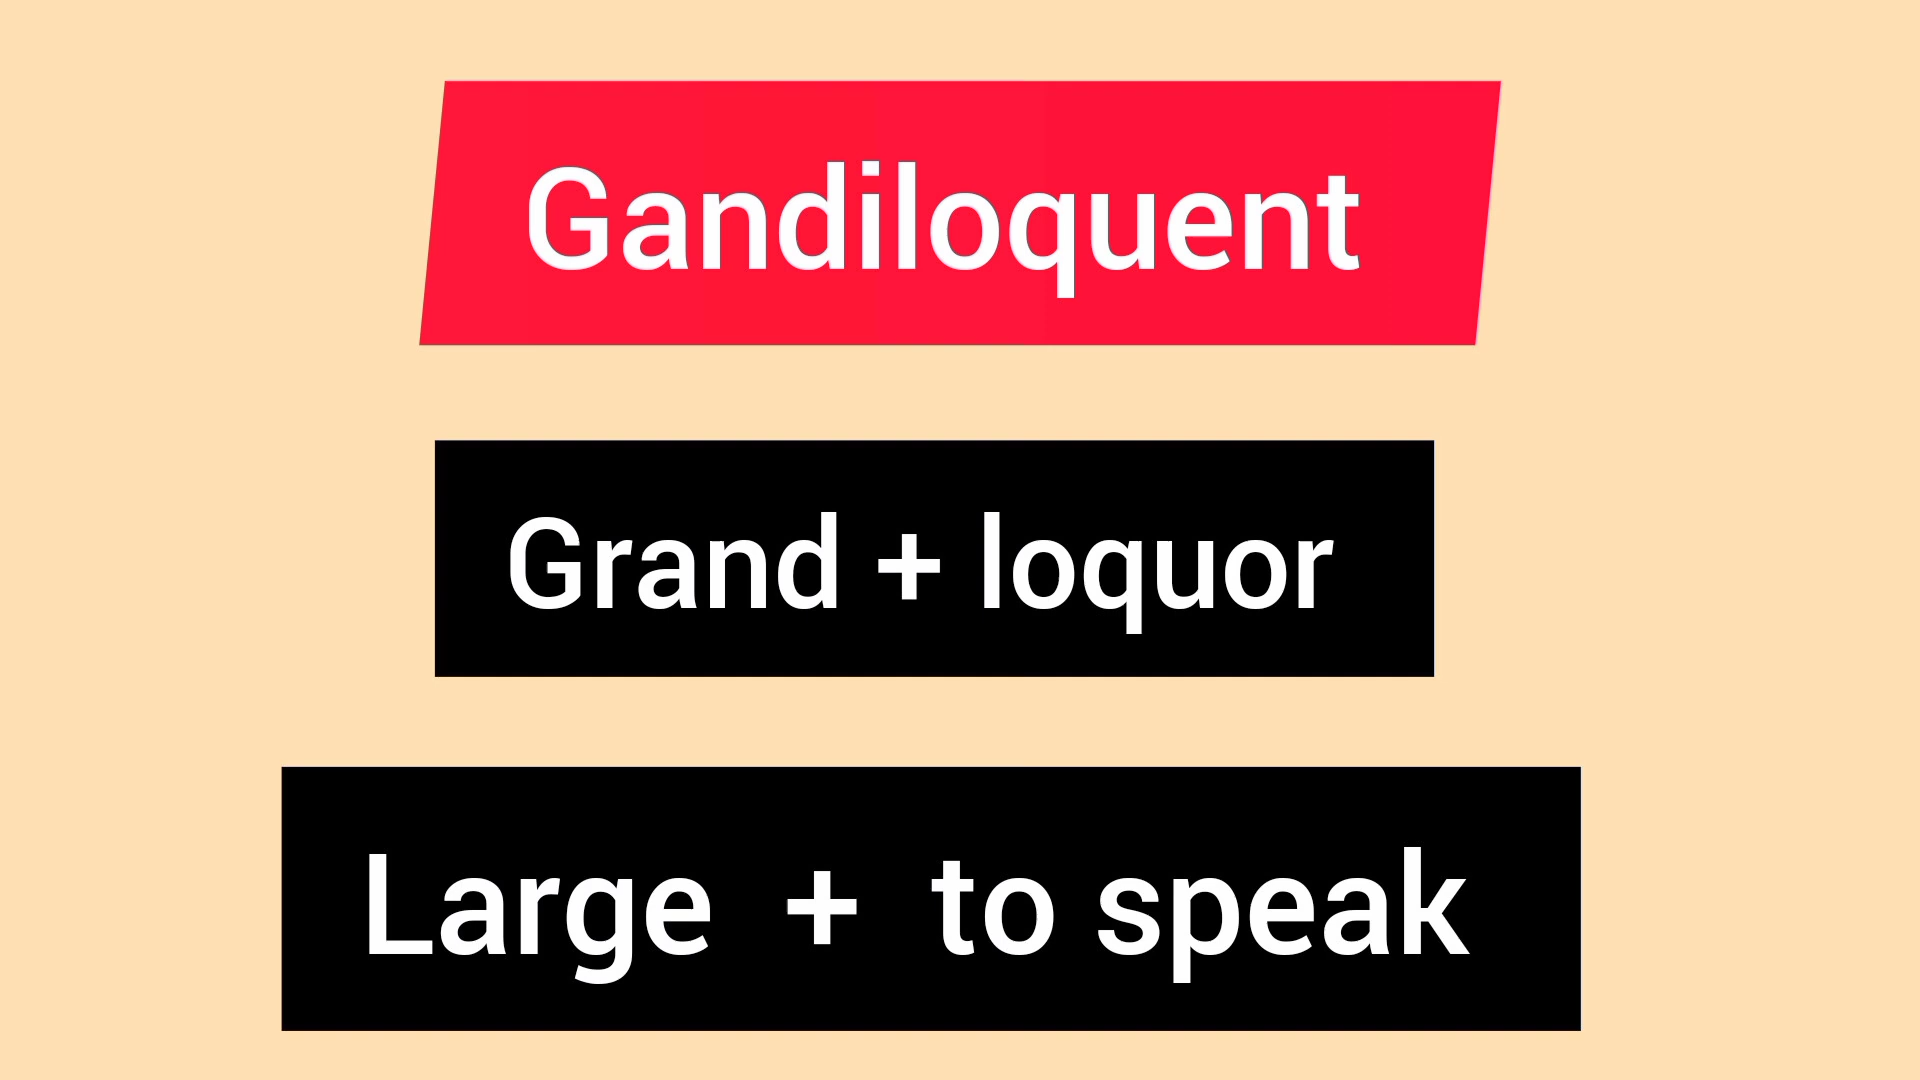 Gandiloquent
Grand + loquor
Large + to speak